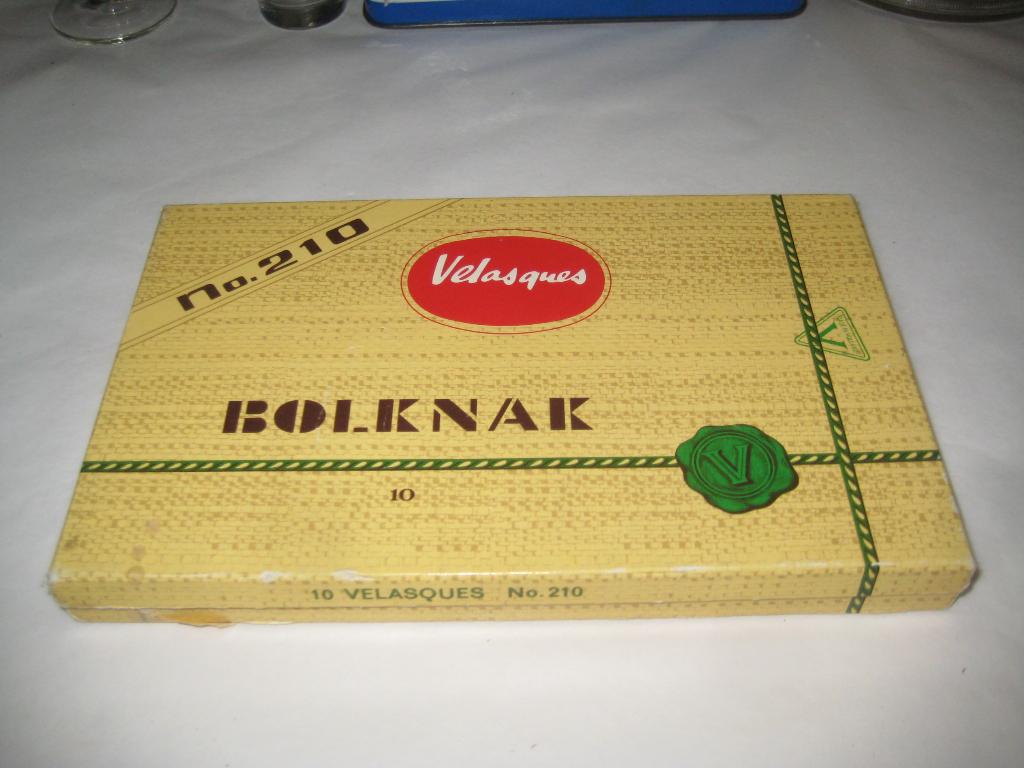 No.210
Velasques
V
BOLKNAK
V
10
10 VELASQUES No. 210